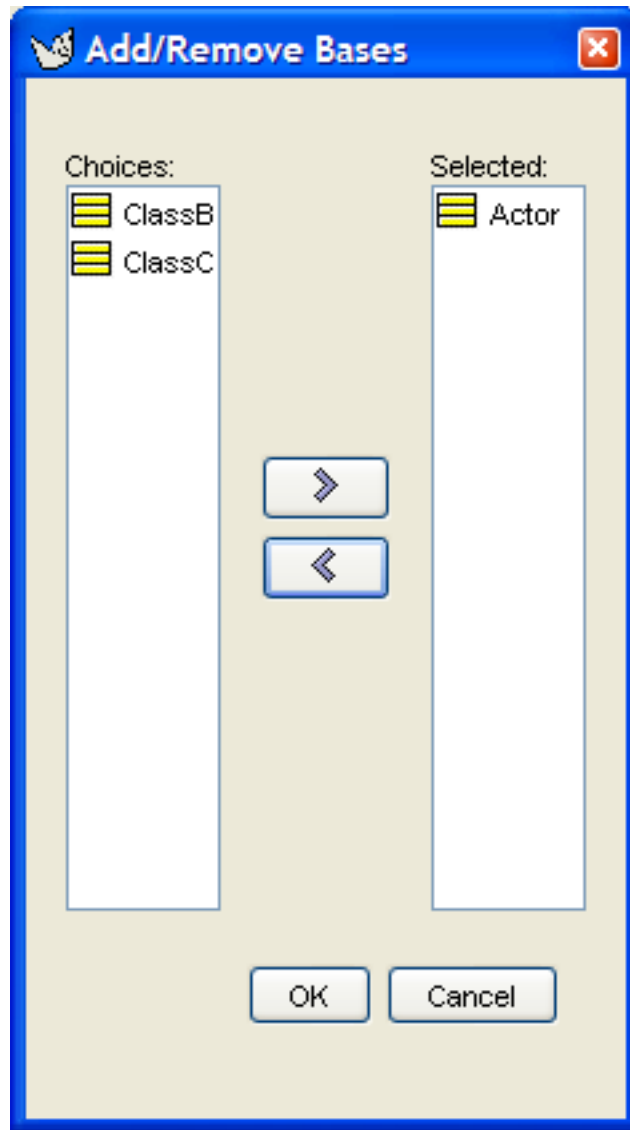 Add/Remove Bases
Choices:
Selected:
ClassB
ClassC
Actor
OK
Cancel